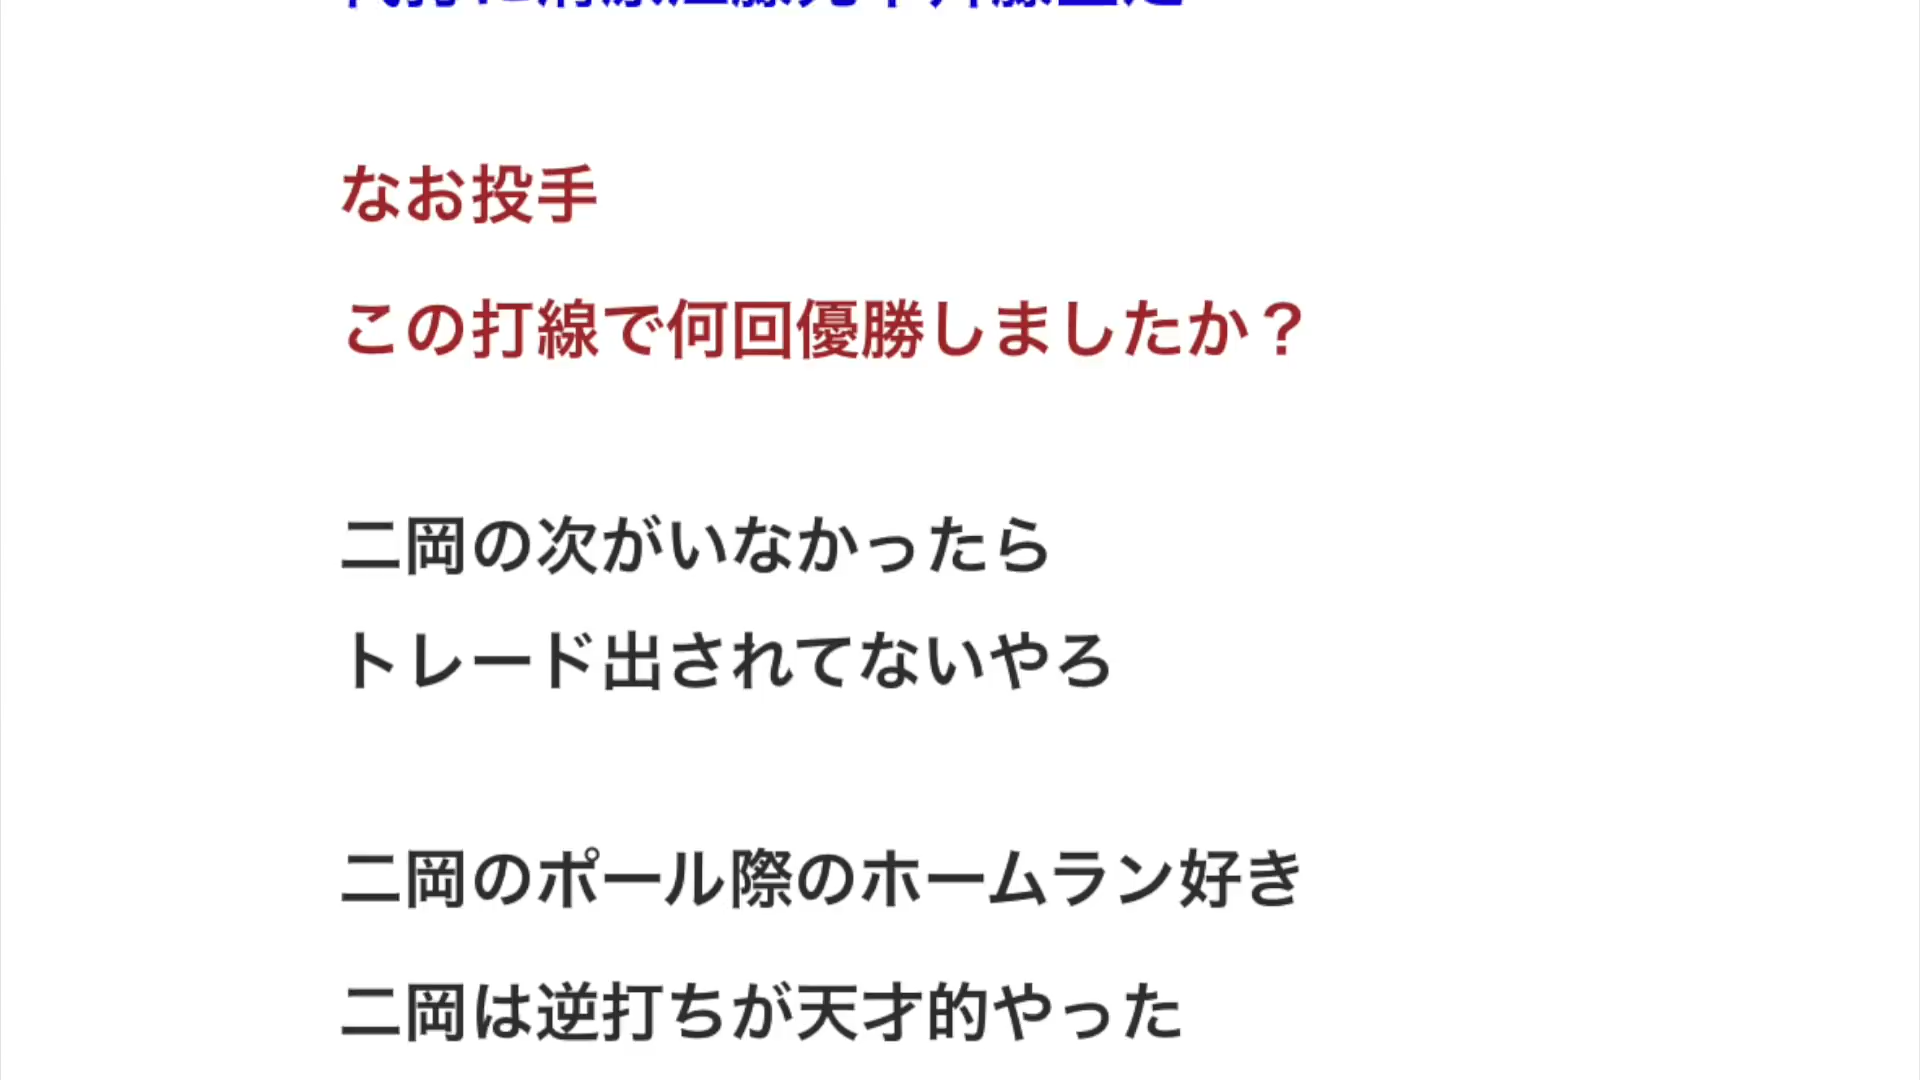 なお投手
この打線で何回優勝しましたか？
二岡の次がいなかったら
トレード出されてないやろ
二岡のポール際のホームラン好き
二岡は逆打ちが天才的やった